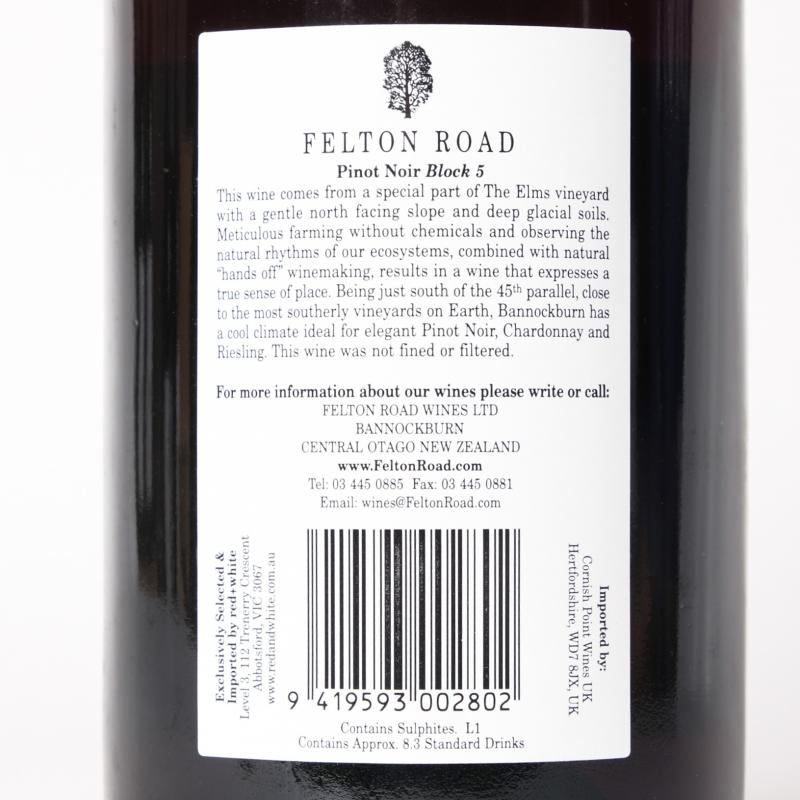 FELTON ROAD
Pinot Noir Block 5
This wine comes from a special part of The Elms vineyard
with a gentle north facing slope and deep glacial soils.
Meticulous farming without chemicals and observing the
natural rhythms of our ecosystems, combined with natural
“hands off” winemaking, results in a wine that expresses a
true sense of place. Being just south of the 45th parallel, close
to the most southerly vineyards on Earth, Bannockburn has
a cool climate ideal for elegant Pinot Noir, Chardonnay and
Riesling. This wine was not fined or filtered.
For more information about our wines please write or call:
FELTON ROAD WINES LTD
BANNOCKBURN
CENTRAL OTAGO NEW ZEALAND
www.FeltonRoad.com
Tel: 03 445 0885 Fax: 03 445 0881
Email: wines@FeltonRoad.com
Exclusively Selected &
Imported by red+white
Level 3, 112 Trenerry Crescent
Abbotsford, VIC 3067
www.redandwhite.com.au
9 419593 002802
Imported by:
Cornish Point Wines UK
Hertfordshire, WD7 8JX, UK
Contains Sulphites. L1
Contains Approx. 8.3 Standard Drinks